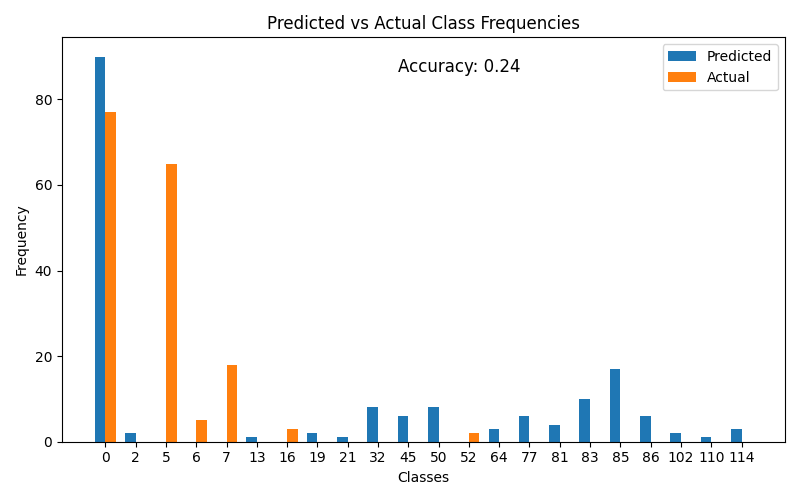 Predicted vs Actual Class Frequencies
Accuracy: 0.24
Predicted
Actual
Frequency
80
60
40
20
0
0 2 5 6 7 13 16 19 21 32 45 50 52 64 77 81 83 85 86 102 110 114
Classes